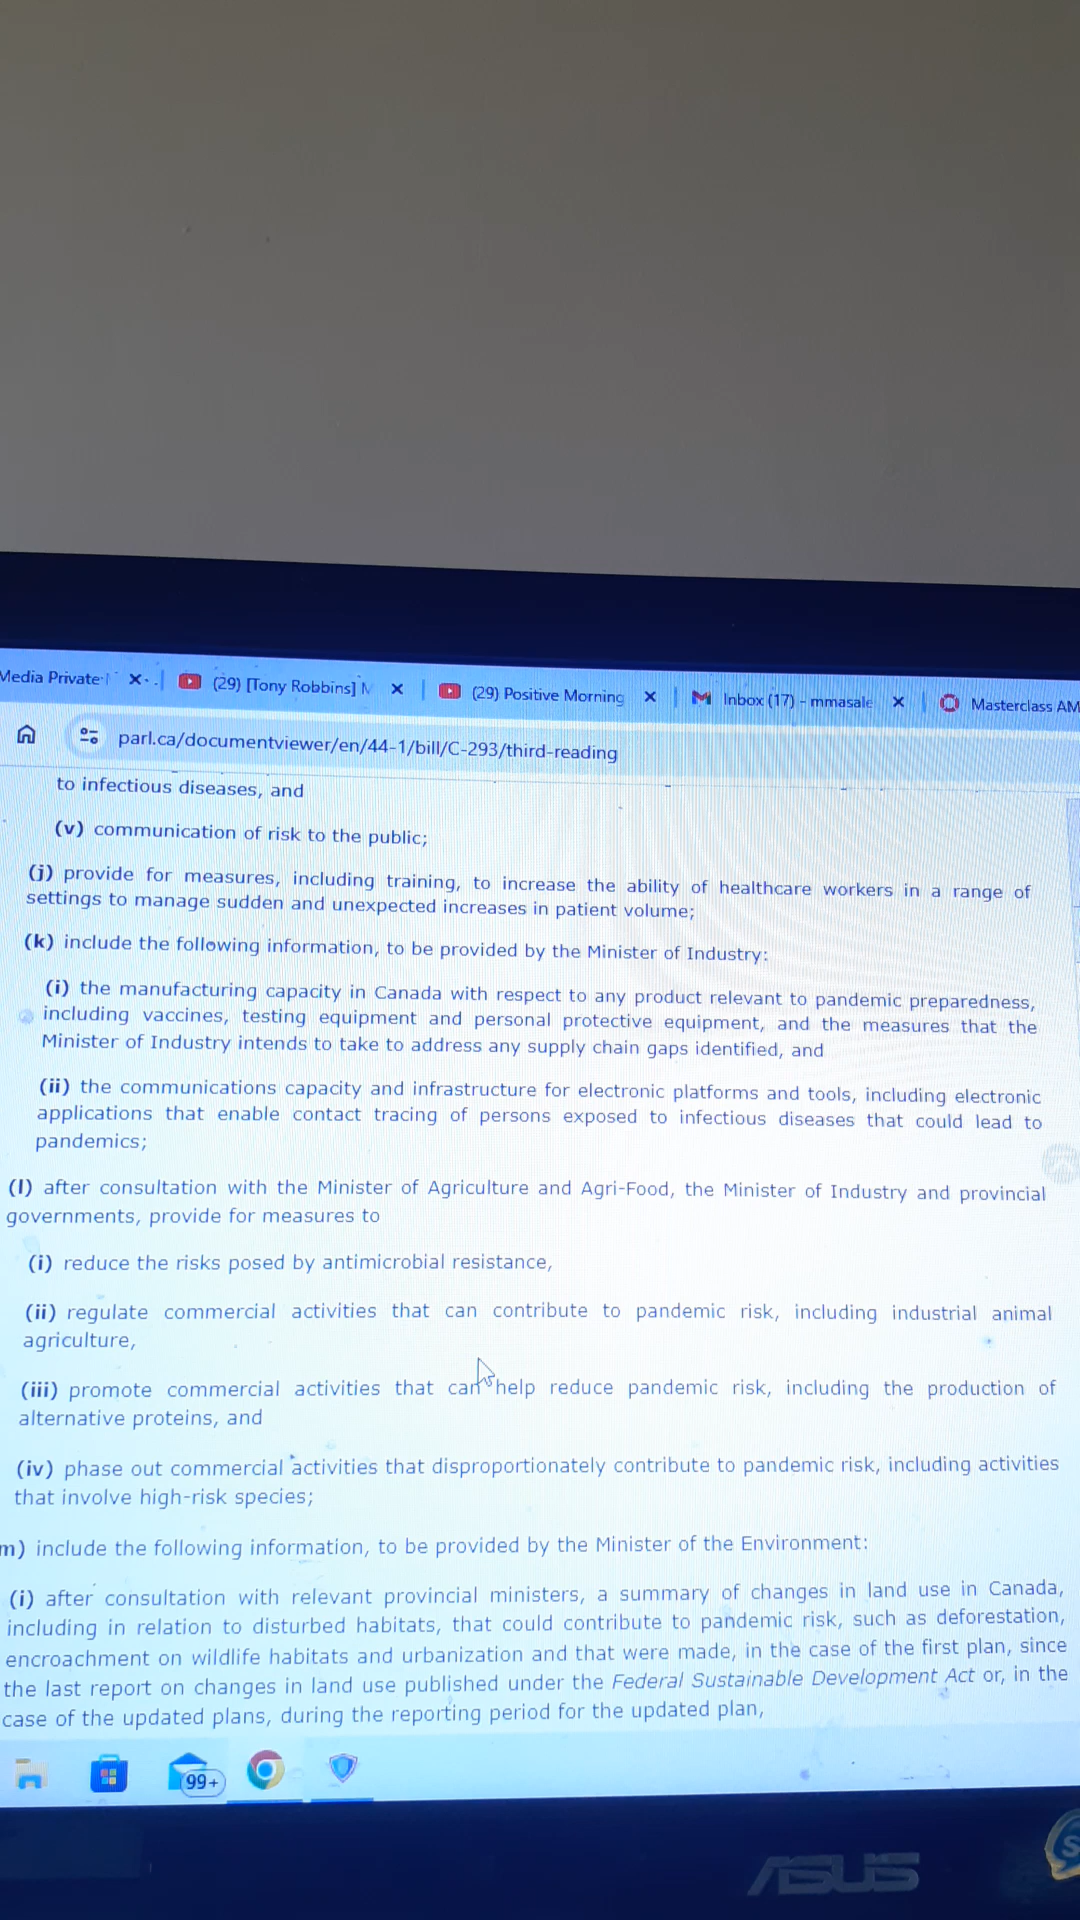 Media Private
(29) [Tony Robbins] M
(29) Positive Morning
Inbox (17) - mmasale
Masterclass AM
parl.ca/documentviewer/en/44-1/bill/C-293/third-reading
to infectious diseases, and
(v) communication of risk to the public;
(j) provide for measures, including training, to increase the ability of healthcare workers in a range of
settings to manage sudden and unexpected increases in patient volume;
(k) include the following information, to be provided by the Minister of Industry:
(i) the manufacturing capacity in Canada with respect to any product relevant to pandemic preparedness,
including vaccines, testing equipment and personal protective equipment, and the measures that the
Minister of Industry intends to take to address any supply chain gaps identified, and
(ii) the communications capacity and infrastructure for electronic platforms and tools, including electronic
applications that enable contact tracing of persons exposed to infectious diseases that could lead to
pandemics;
(l) after consultation with the Minister of Agriculture and Agri-Food, the Minister of Industry and provincial
governments, provide for measures to
(i) reduce the risks posed by antimicrobial resistance,
(ii) regulate commercial activities that can contribute to pandemic risk, including industrial animal
agriculture,
(iii) promote commercial activities that can help reduce pandemic risk, including the production of
alternative proteins, and
(iv) phase out commercial activities that disproportionately contribute to pandemic risk, including activities
that involve high-risk species;
m) include the following information, to be provided by the Minister of the Environment:
(i) after consultation with relevant provincial ministers, a summary of changes in land use in Canada,
including in relation to disturbed habitats, that could contribute to pandemic risk, such as deforestation,
encroachment on wildlife habitats and urbanization and that were made, in the case of the first plan, since
the last report on changes in land use published under the Federal Sustainable Development Act or, in the
case of the updated plans, during the reporting period for the updated plan,
99+
ASUS
S